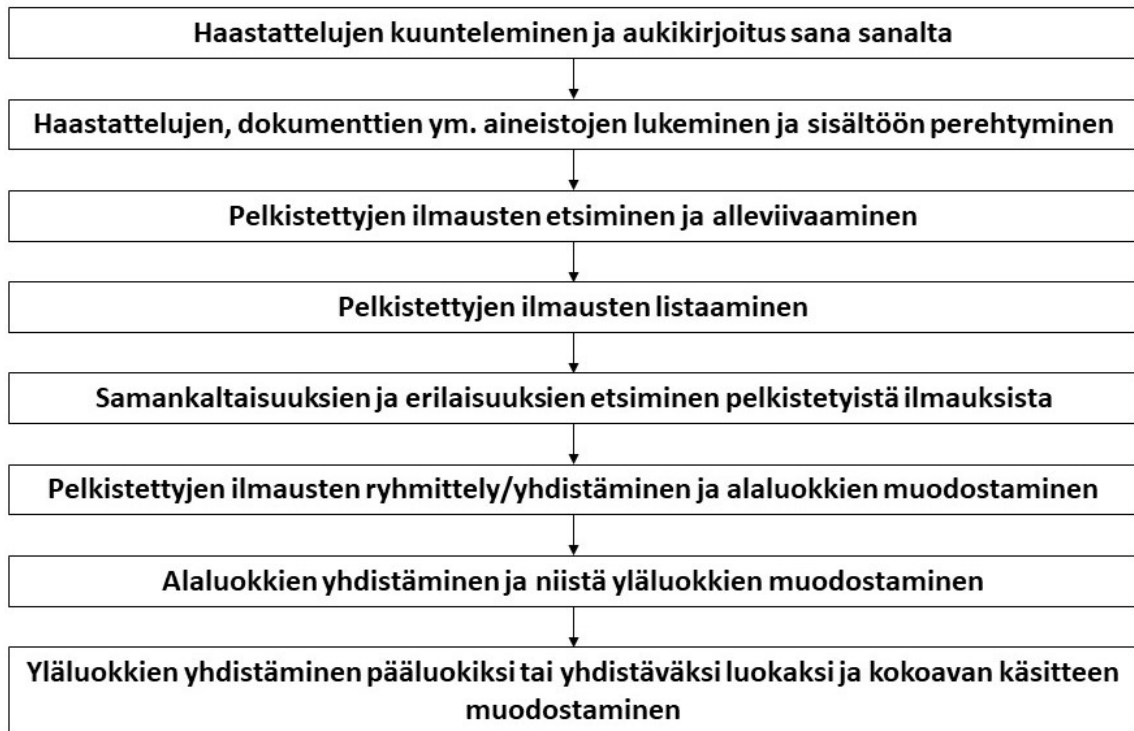 Haastattelujen kuunteleminen ja aukikirjoitus sana sanalta
Haastattelujen, dokumenttien ym. aineistojen lukeminen ja sisältöön perehtyminen
Pelkistettyjen ilmausten etsiminen ja alleviivaaminen
Pelkistettyjen ilmausten listaaminen
Samankaltaisuuksien ja erilaisuuksien etsiminen pelkistetyistä ilmauksista
Pelkistettyjen ilmausten ryhmittely/yhdistäminen ja alaluokkien muodostaminen
Alaluokkien yhdistäminen ja niistä yläluokkien muodostaminen
Yläluokkien yhdistäminen pääluokiksi tai yhdistäväksi luokaksi ja kokoavan käsitteen
muodostaminen